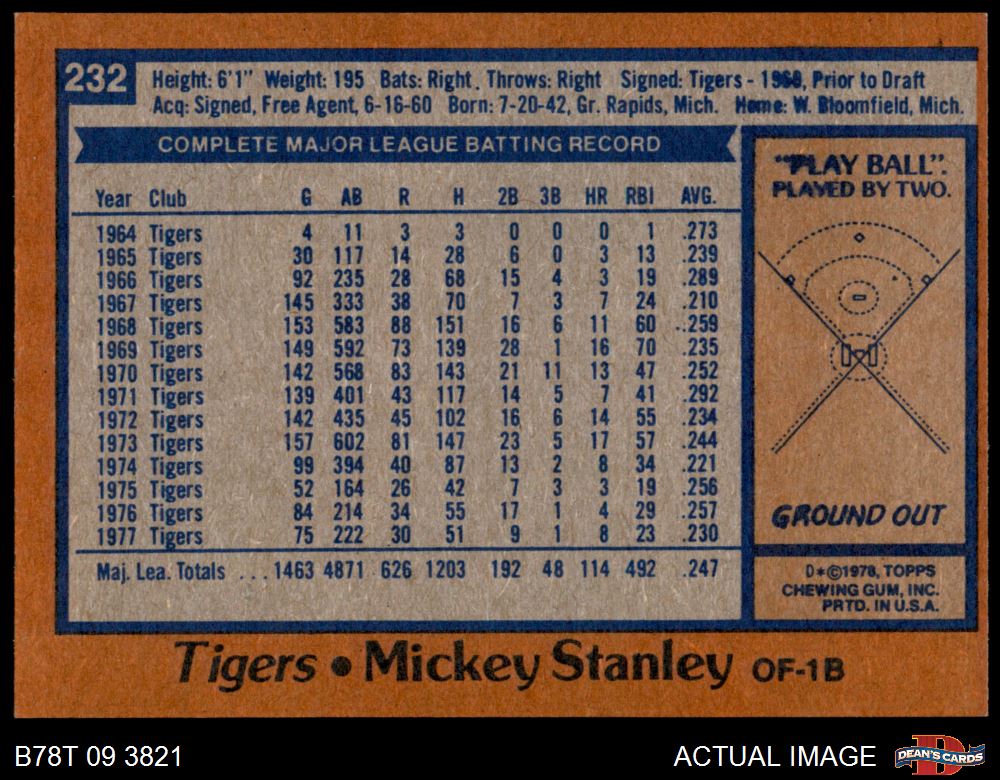 232
Height: 6'1" Weight: 195 Bats: Right. Throws: Right Signed: Tigers - 1960, Prior to Draft
Acq: Signed, Free Agent, 6-16-60 Born: 7-20-42, Gr. Rapids, Mich. Home: W. Bloomfield, Mich.
COMPLETE MAJOR LEAGUE BATTING RECORD
Year Club G AB R H 2B 3B HR RBI AVG.
1964 Tigers 4 11 3 3 0 0 0 1 .273
1965 Tigers 30 117 14 28 6 0 3 13 .239
1966 Tigers 92 235 28 68 15 4 3 19 .289
1967 Tigers 145 333 38 70 7 3 7 24 .210
1968 Tigers 153 583 88 151 16 6 11 60 .259
1969 Tigers 149 592 73 139 28 1 16 70 .235
1970 Tigers 142 568 83 143 21 11 13 47 .252
1971 Tigers 139 401 43 117 14 5 7 41 .292
1972 Tigers 142 435 45 102 16 6 14 55 .234
1973 Tigers 157 602 81 147 23 5 17 57 .244
1974 Tigers 99 394 40 87 13 2 8 34 .221
1975 Tigers 52 164 26 42 7 3 3 19 .256
1976 Tigers 84 214 34 55 17 1 4 29 .257
1977 Tigers 75 222 30 51 9 1 8 23 .230
Maj. Lea. Totals ... 1463 4871 626 1203 192 48 114 492 .247
"PLAY BALL".
PLAYED BY TWO.
GROUND OUT
D*©1978, TOPPS
CHEWING GUM, INC.
PRTD. IN U.S.A.
Tigers • Mickey Stanley OF-1B
B78T 09 3821
ACTUAL IMAGE
DEAN'S CARDS